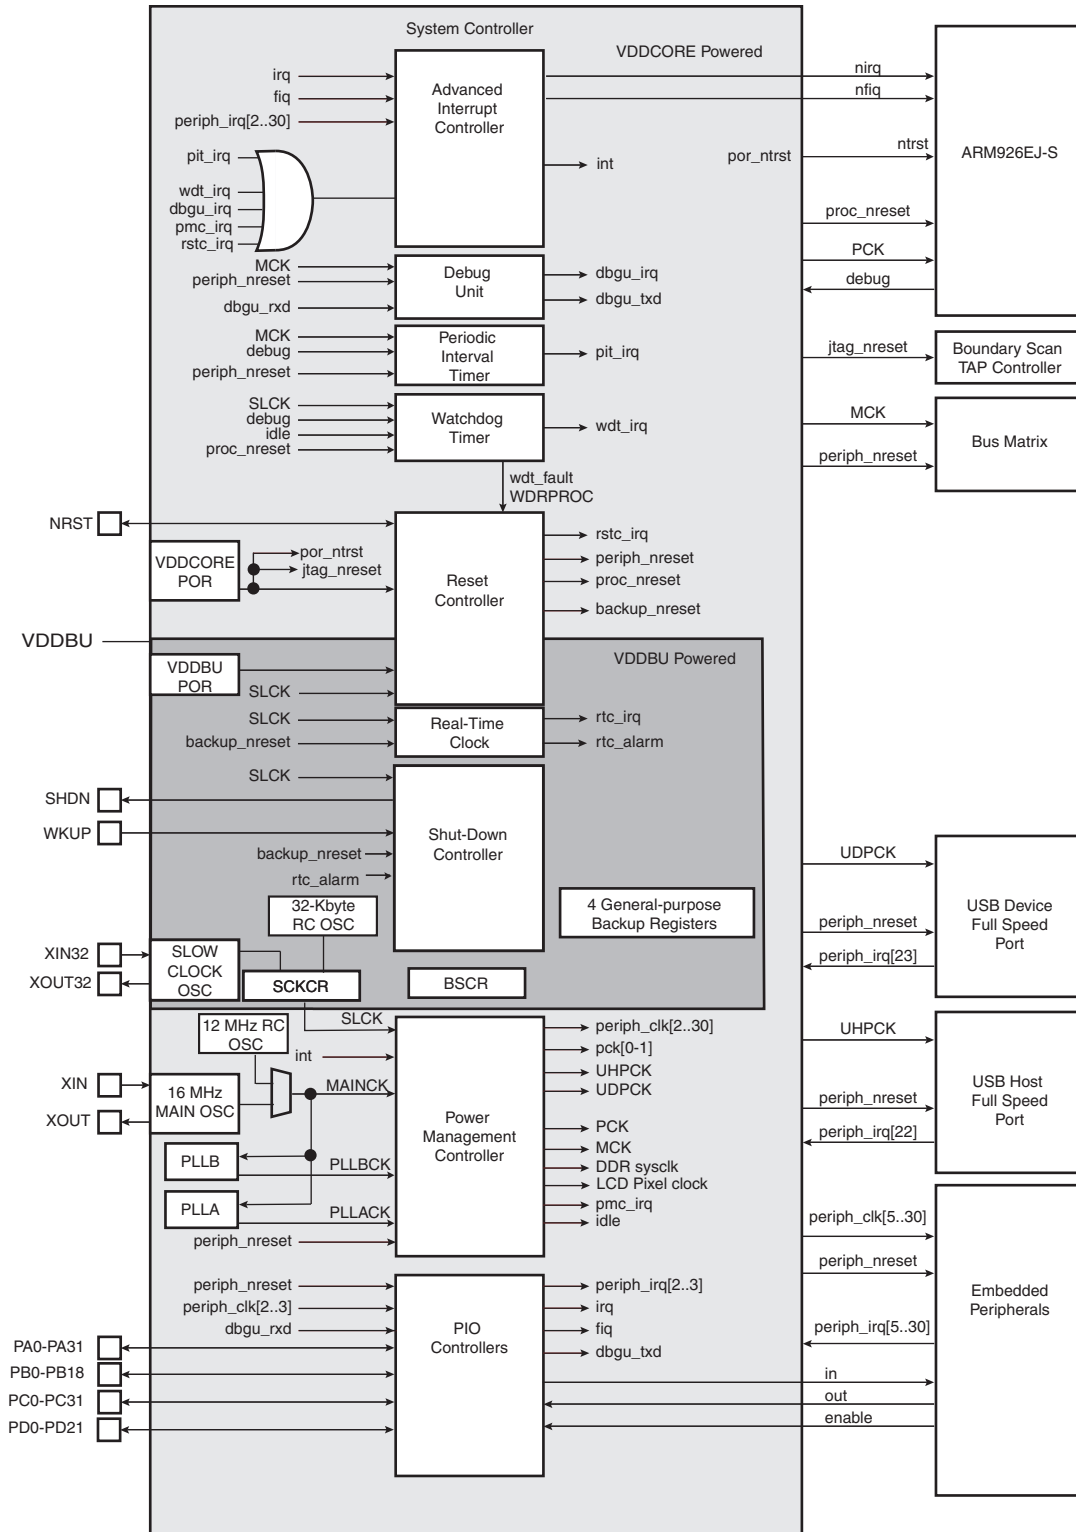 System Controller
VDDCORE Powered
irq
fiq
periph_irq[2..30]
pit_irq
wdt_irq
dbgu_irq
pmc_irq
rstc_irq
Advanced
Interrupt
Controller
int
por_ntrst
nirq
nfiq
ntrst
proc_nreset
PCK
debug
ARM926EJ-S
MCK
periph_nreset
dbgu_rxd
Debug
Unit
dbgu_irq
dbgu_txd
MCK
debug
periph_nreset
Periodic
Interval
Timer
pit_irq
jtag_nreset
Boundary Scan
TAP Controller
SLCK
debug
idle
proc_nreset
Watchdog
Timer
wdt_irq
MCK
periph_nreset
Bus Matrix
wdt_fault
WDRPROC
NRST
VDDCORE
POR
por_ntrst
jtag_nreset
Reset
Controller
rstc_irq
periph_nreset
proc_nreset
backup_nreset
VDDBU
VDDBU Powered
VDDBU
POR
SLCK
SLCK
backup_nreset
Real-Time
Clock
rtc_irq
rtc_alarm
SLCK
SHDN
WKUP
backup_nreset
rtc_alarm
Shut-Down
Controller
4 General-purpose
Backup Registers
32-Kbyte
RC OSC
XIN32
XOUT32
SLOW
CLOCK
OSC
SCKCR
BSCR
UDPCK
periph_nreset
periph_irq[23]
USB Device
Full Speed
Port
SLCK
12 MHz RC
OSC
int
XIN
XOUT
16 MHz
MAIN OSC
MAINCK
PLLB
PLLBCK
PLLA
PLLACK
periph_nreset
Power
Management
Controller
periph_clk[2..30]
pck[0-1]
UHPCK
UDPCK
PCK
MCK
DDR sysclk
LCD Pixel clock
pmc_irq
idle
UHPCK
periph_nreset
periph_irq[22]
USB Host
Full Speed
Port
periph_nreset
periph_clk[2..3]
dbgu_rxd
PA0-PA31
PB0-PB18
PC0-PC31
PD0-PD21
PIO
Controllers
periph_irq[2..3]
irq
fiq
dbgu_txd
periph_clk[5..30]
periph_nreset
periph_irq[5..30]
in
out
enable
Embedded
Peripherals